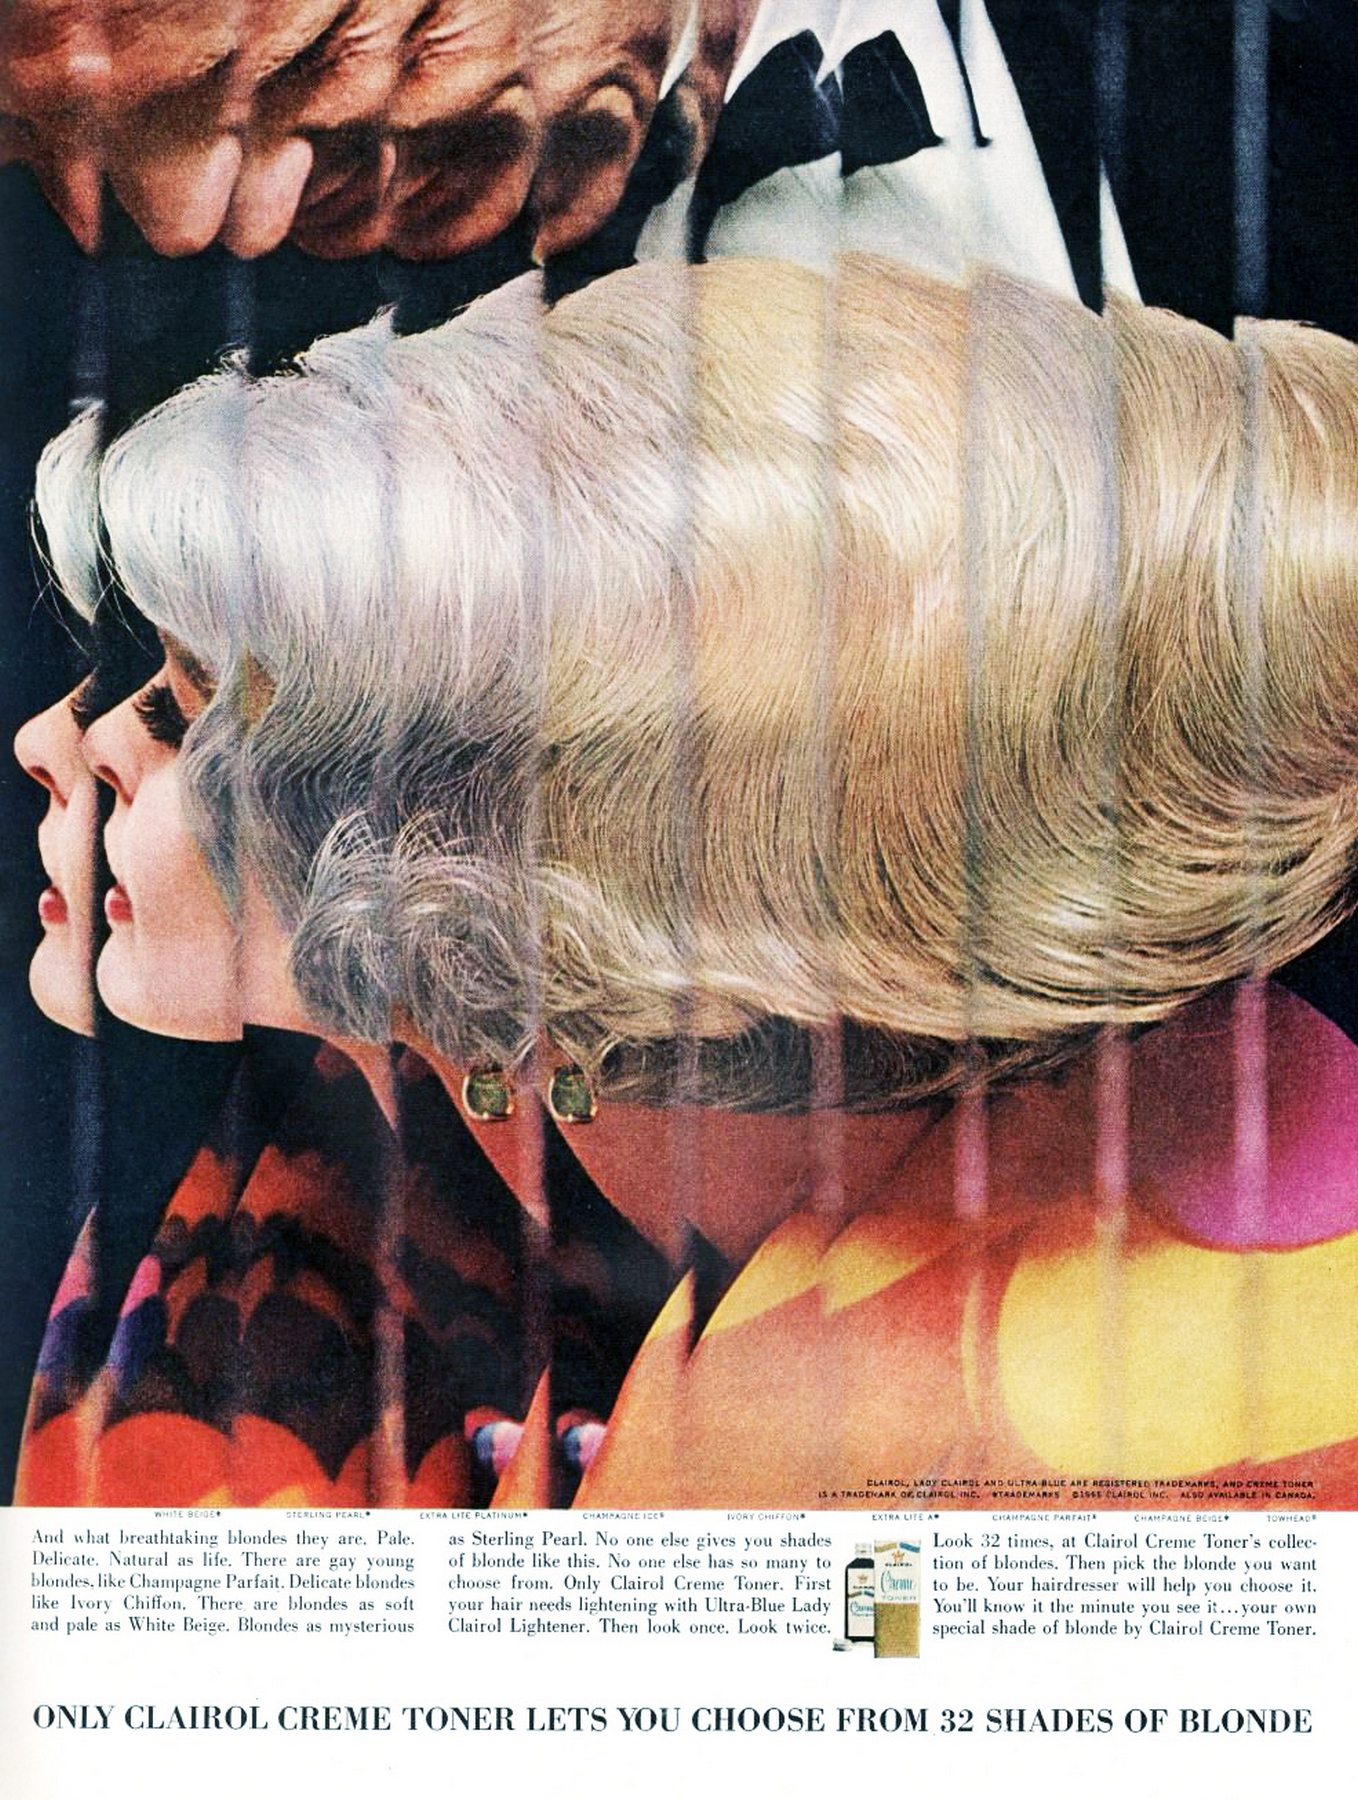 CLAIROL, LADY CLAIROL AND ULTRA-BLUE ARE REGISTERED TRADEMARKS, AND CREME TONER
IS A TRADEMARK OF CLAIROL INC. *TRADEMARKS ©1965 CLAIROL INC. ALSO AVAILABLE IN CANADA.
WHITE BEIGE* STERLING PEARL* EXTRA LITE PLATINUM* CHAMPAGNE ICE* IVORY CHIFFON* EXTRA LITE A* CHAMPAGNE PARFAIT* CHAMPAGNE BEIGE* TOWHEAD*
And what breathtaking blondes they are. Pale.
Delicate. Natural as life. There are gay young
blondes, like Champagne Parfait. Delicate blondes
like Ivory Chiffon. There are blondes as soft
and pale as White Beige. Blondes as mysterious
as Sterling Pearl. No one else gives you shades
of blonde like this. No one else has so many to
choose from. Only Clairol Creme Toner. First
your hair needs lightening with Ultra-Blue Lady
Clairol Lightener. Then look once. Look twice.
CLAIROL
Creme
TONER
Look 32 times, at Clairol Creme Toner's collec-
tion of blondes. Then pick the blonde you want
to be. Your hairdresser will help you choose it.
You'll know it the minute you see it...your own
special shade of blonde by Clairol Creme Toner.
ONLY CLAIROL CREME TONER LETS YOU CHOOSE FROM 32 SHADES OF BLONDE